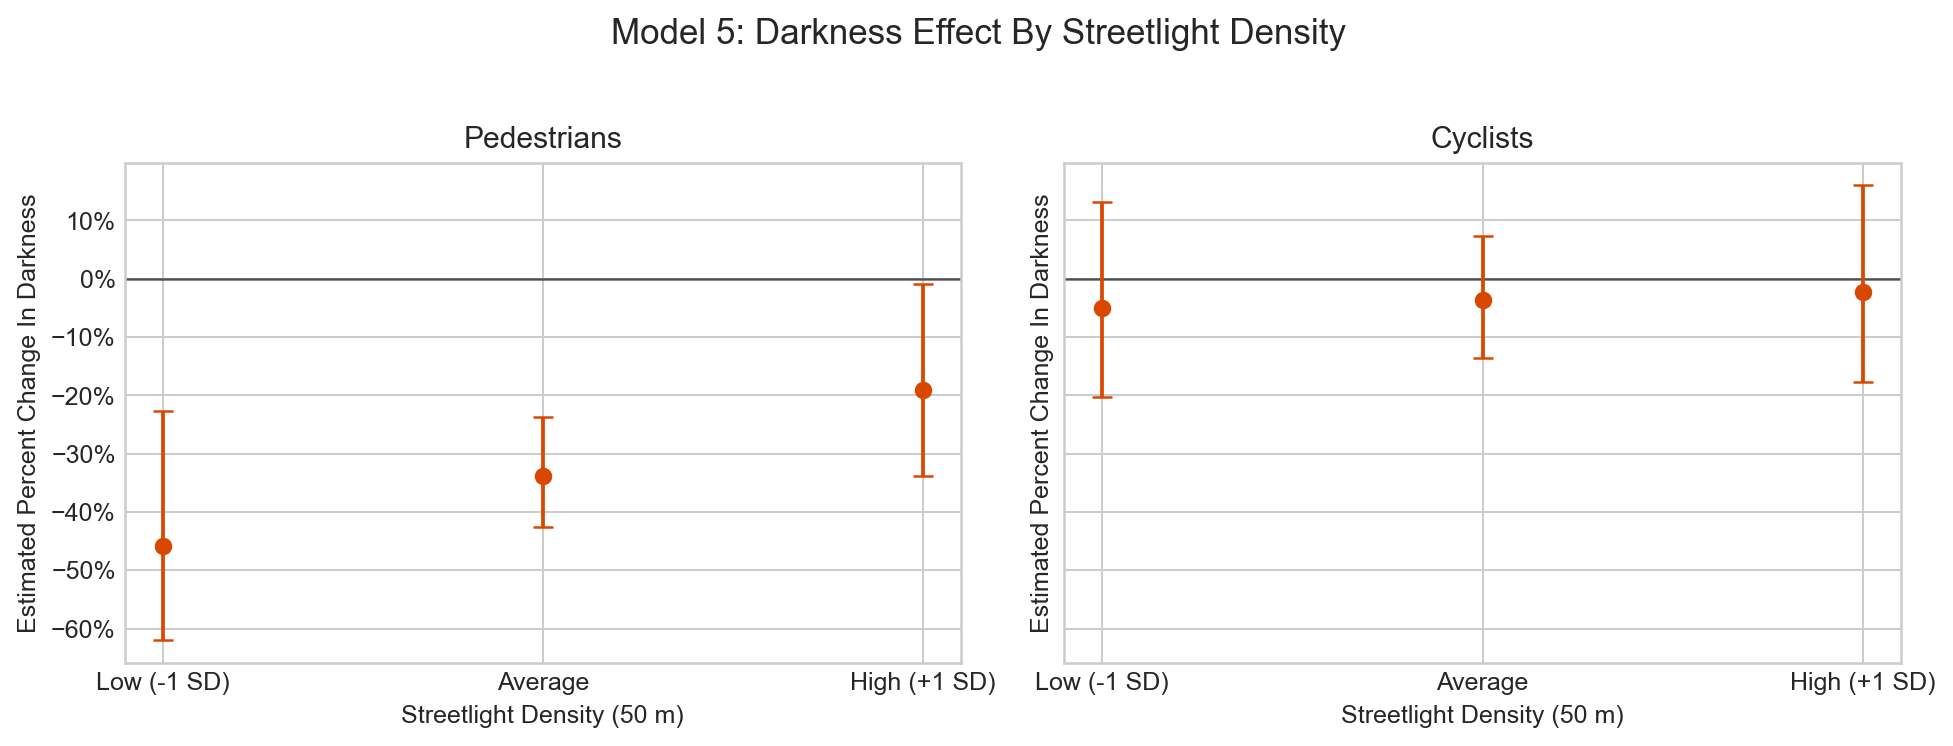 Model 5: Darkness Effect By Streetlight Density
Pedestrians
Estimated Percent Change In Darkness
10%
0%
−10%
−20%
−30%
−40%
−50%
−60%
Low (-1 SD)
Average
High (+1 SD)
Streetlight Density (50 m)
Cyclists
Estimated Percent Change In Darkness
Low (-1 SD)
Average
High (+1 SD)
Streetlight Density (50 m)